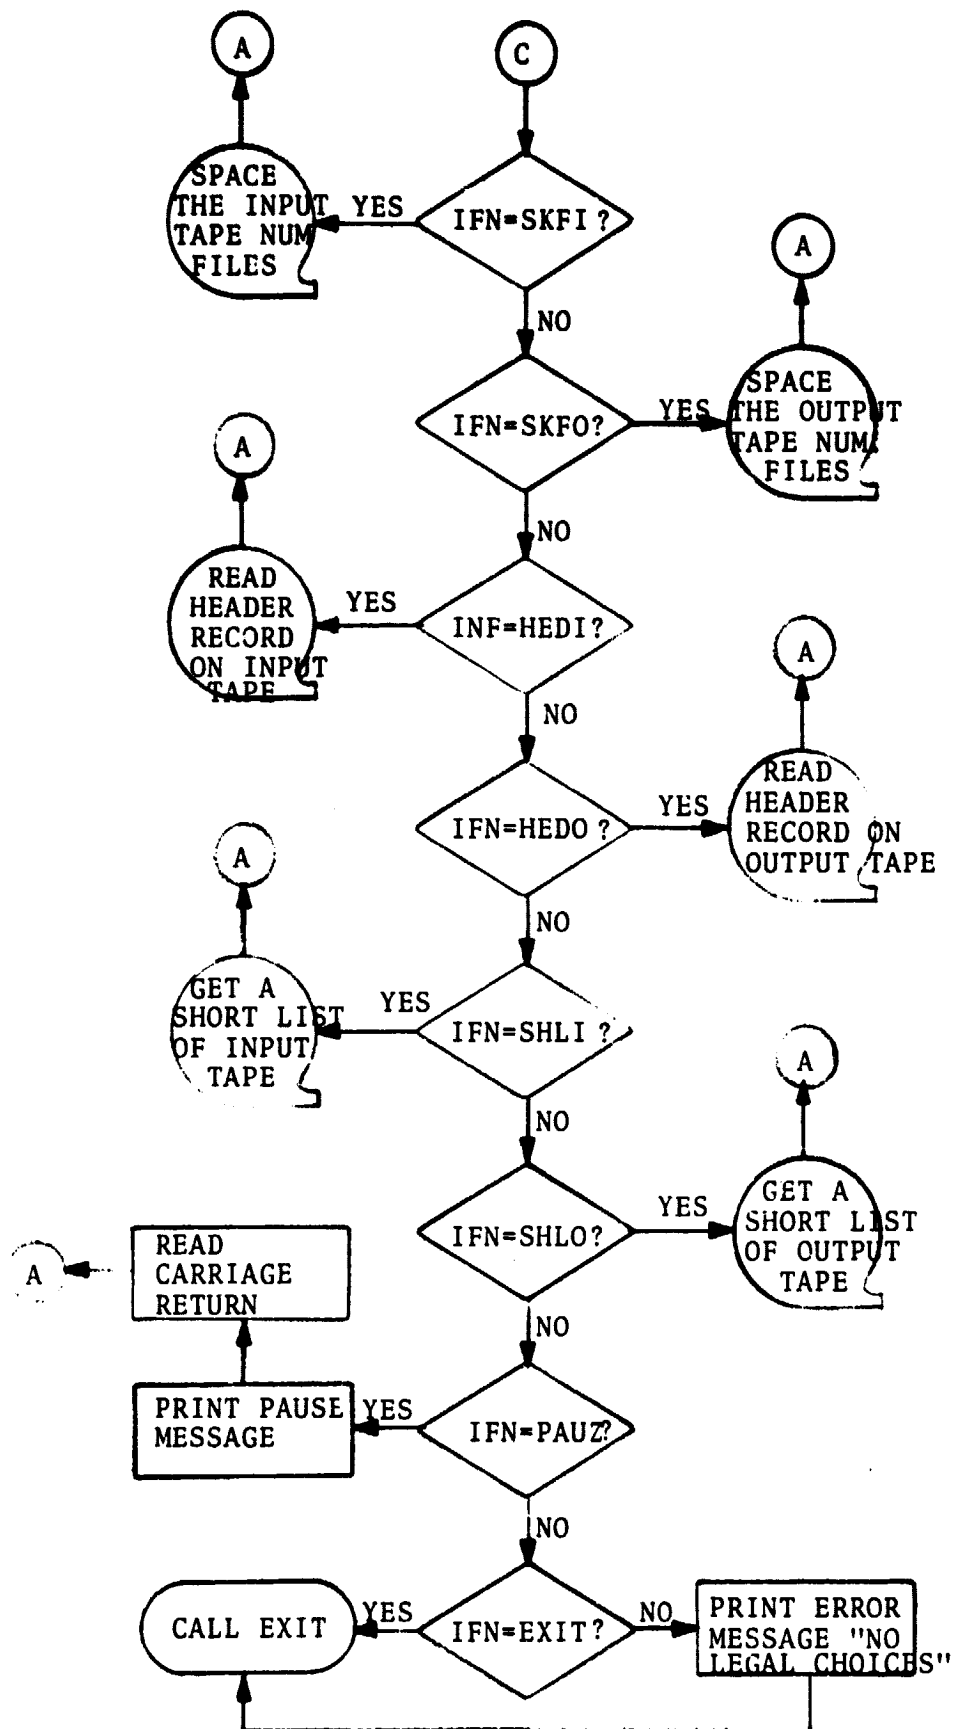 A
C
SPACE
THE INPUT
TAPE NUM
FILES
YES
IFN=SKFI?
NO
A
IFN=SKFO?
YES
SPACE
THE OUTPUT
TAPE NUM.
FILES
NO
A
READ
HEADER
RECORD
ON INPUT
TAPE
YES
INF=HEDI?
NO
A
IFN=HEDO?
YES
READ
HEADER
RECORD ON
OUTPUT TAPE
NO
A
GET A
SHORT LIST
OF INPUT
TAPE
YES
IFN=SHLI?
NO
A
IFN=SHLO?
YES
GET A
SHORT LIST
OF OUTPUT
TAPE
NO
A
READ
CARRIAGE
RETURN
PRINT PAUSE
MESSAGE
YES
IFN=PAUZ?
NO
CALL EXIT
YES
IFN=EXIT?
NO
PRINT ERROR
MESSAGE "NO
LEGAL CHOICES"